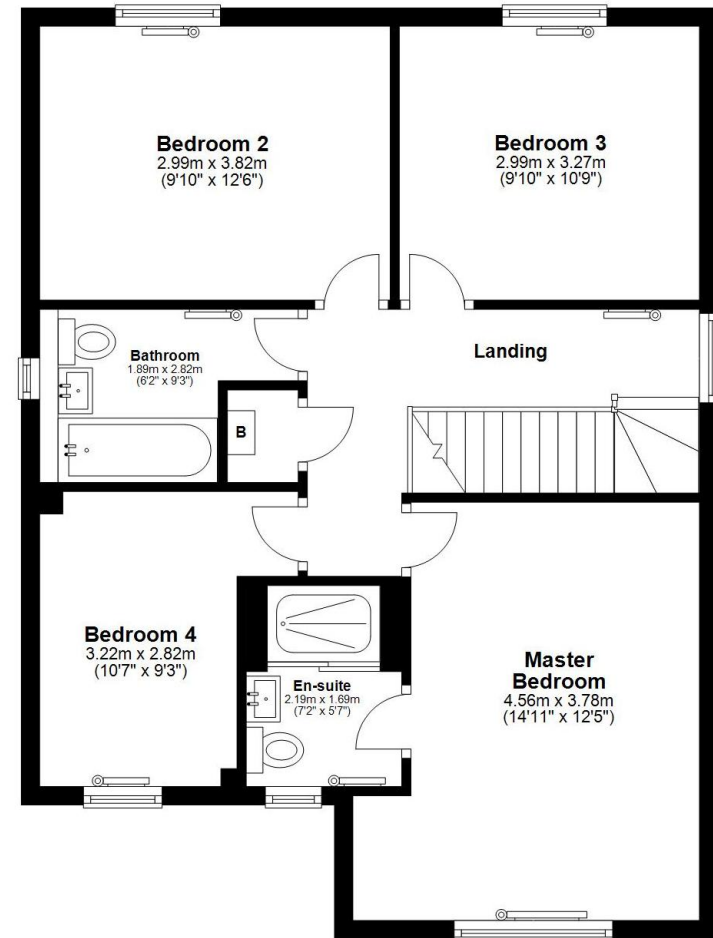 Bedroom 2
2.99m x 3.82m
(9'10" x 12'6")
Bedroom 3
2.99m x 3.27m
(9'10" x 10'9")
Bathroom
1.89m x 2.82m
(6'2" x 9'3")
Landing
B
Bedroom 4
3.22m x 2.82m
(10'7" x 9'3")
En-suite
2.19m x 1.69m
(7'2" x 5'7")
Master
Bedroom
4.56m x 3.78m
(14'11" x 12'5")